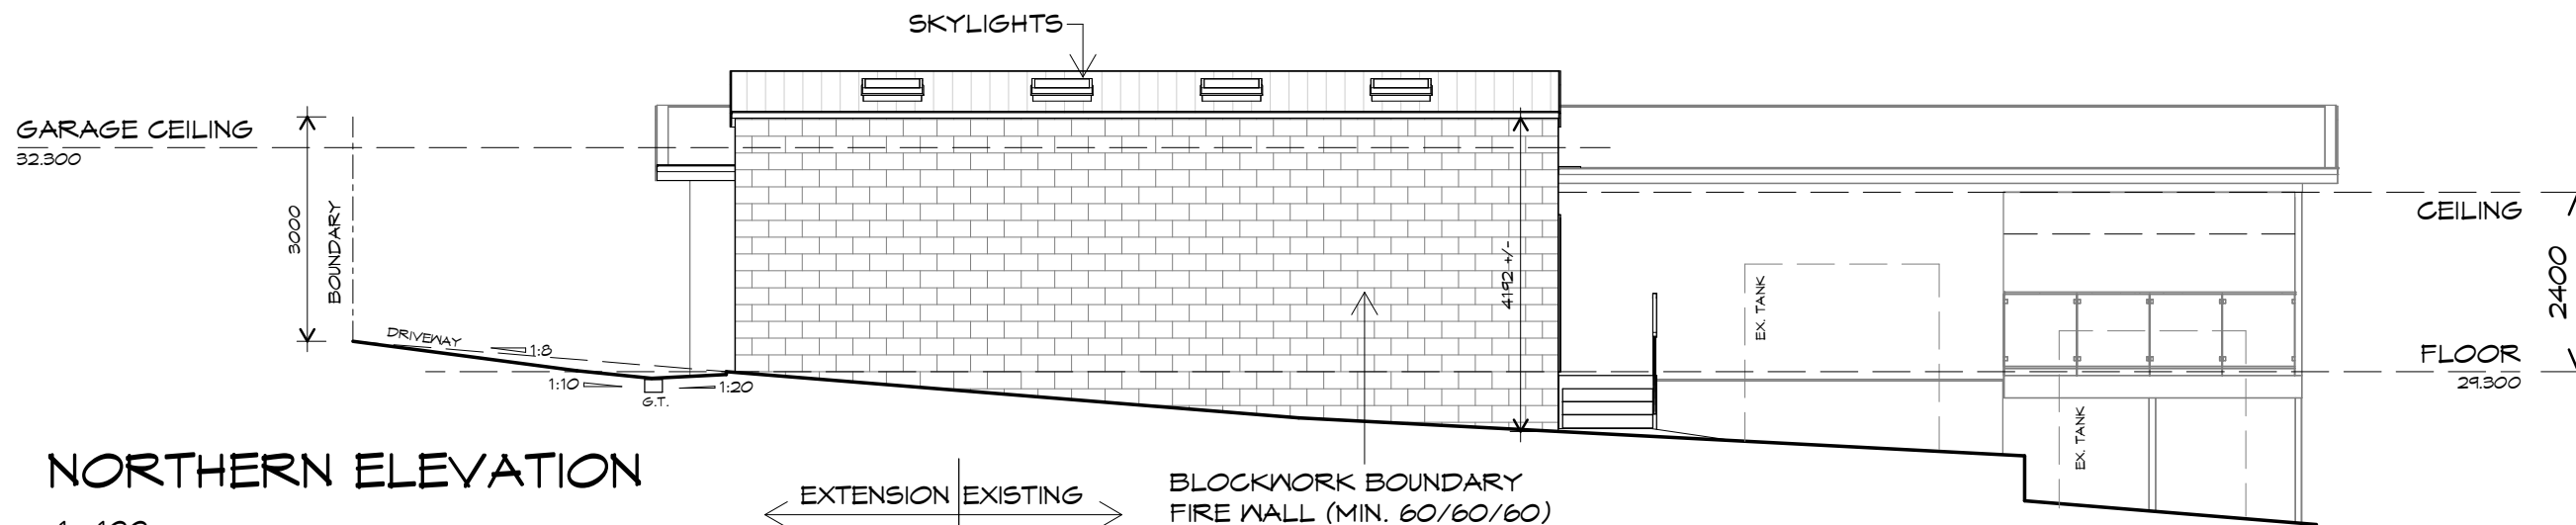 SKYLIGHTS
GARAGE CEILING
32.300
3000
BOUNDARY
4192 +/-
EX. TANK
CEILING
2400
DRIVEWAY
1:8
1:10
1:20
G.T.
FLOOR
29.300
EX. TANK
NORTHERN ELEVATION
EXTENSION
EXISTING
BLOCKWORK BOUNDARY
FIRE WALL (MIN. 60/60/60)